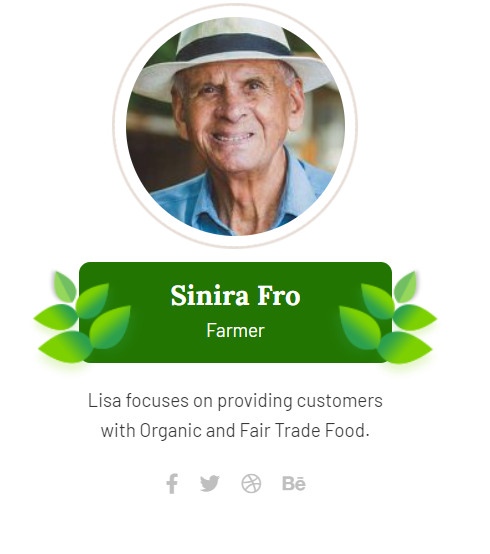 Sinira Fro
Farmer
Lisa focuses on providing customers
with Organic and Fair Trade Food.
Bē